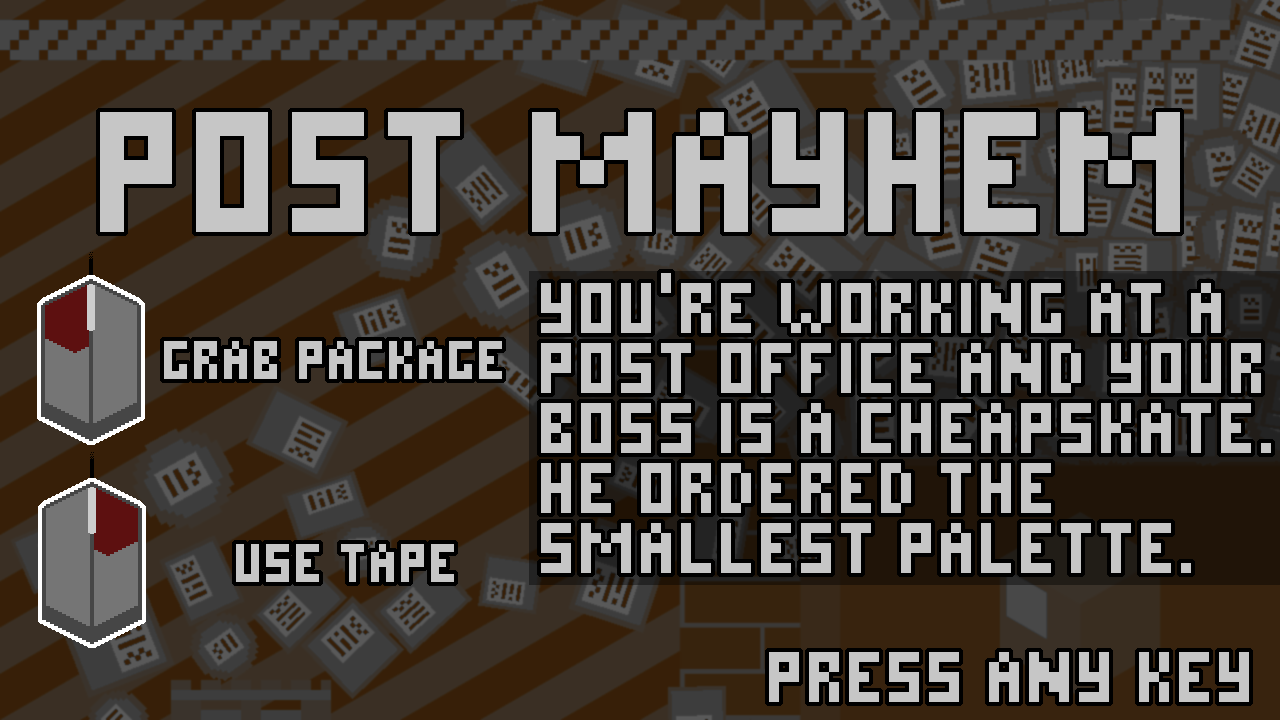 POST MAYHEM
GRAB PACKAGE
USE TAPE
YOU'RE WORKING AT A
POST OFFICE AND YOUR
BOSS IS A CHEAPSKATE.
HE ORDERED THE
SMALLEST PALETTE.
PRESS ANY KEY